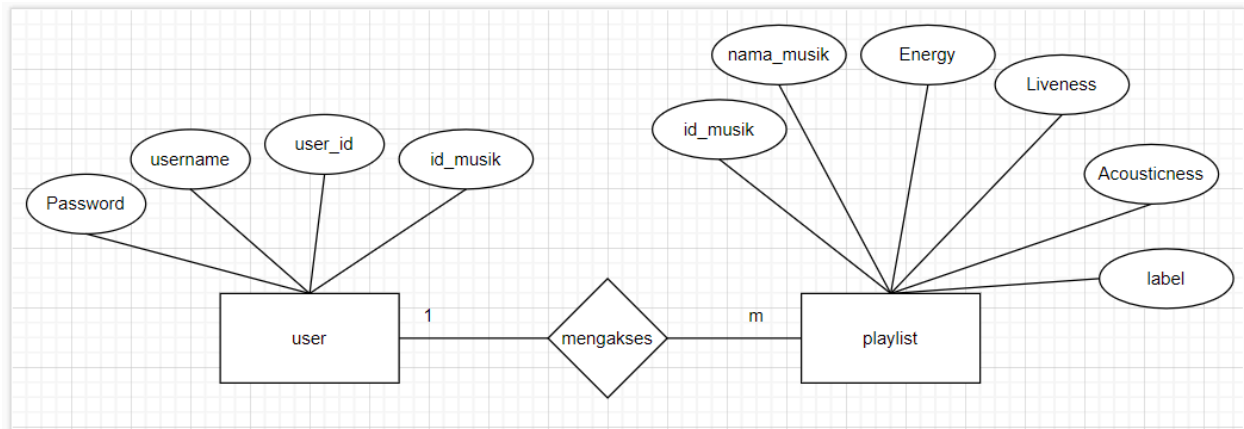 nama_musik
Energy
Liveness
id_musik
user_id
username
id_musik
Acousticness
Password
label
1
m
user
mengakses
playlist